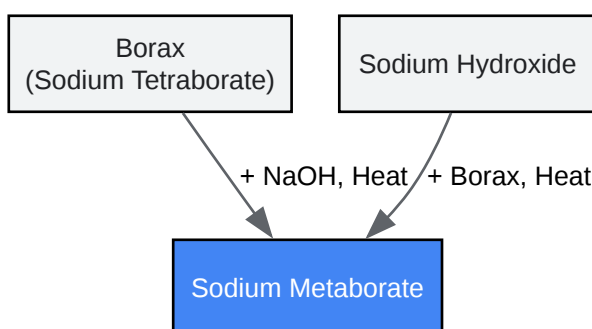 Borax
(Sodium Tetraborate)
Sodium Hydroxide
+ NaOH, Heat
+ Borax, Heat
Sodium Metaborate